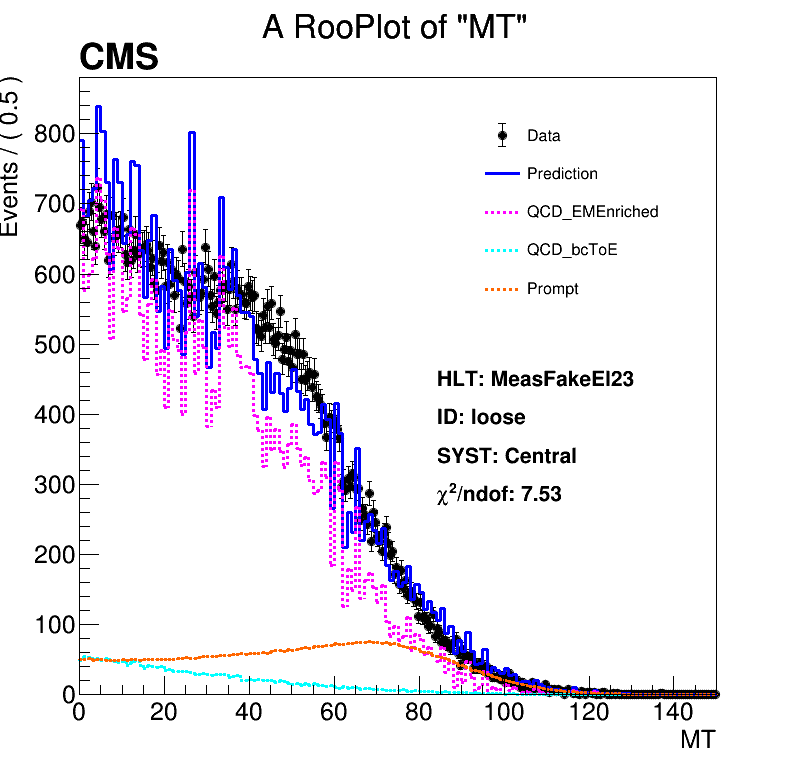 A RooPlot of "MT"
CMS
Events / ( 0.5 )
800
700
600
500
400
300
200
100
0
Data
Prediction
QCD_EMEnriched
QCD_bcToE
Prompt
HLT: MeasFakeEl23
ID: loose
SYST: Central
χ²/ndof: 7.53
0 20 40 60 80 100 120 140
MT